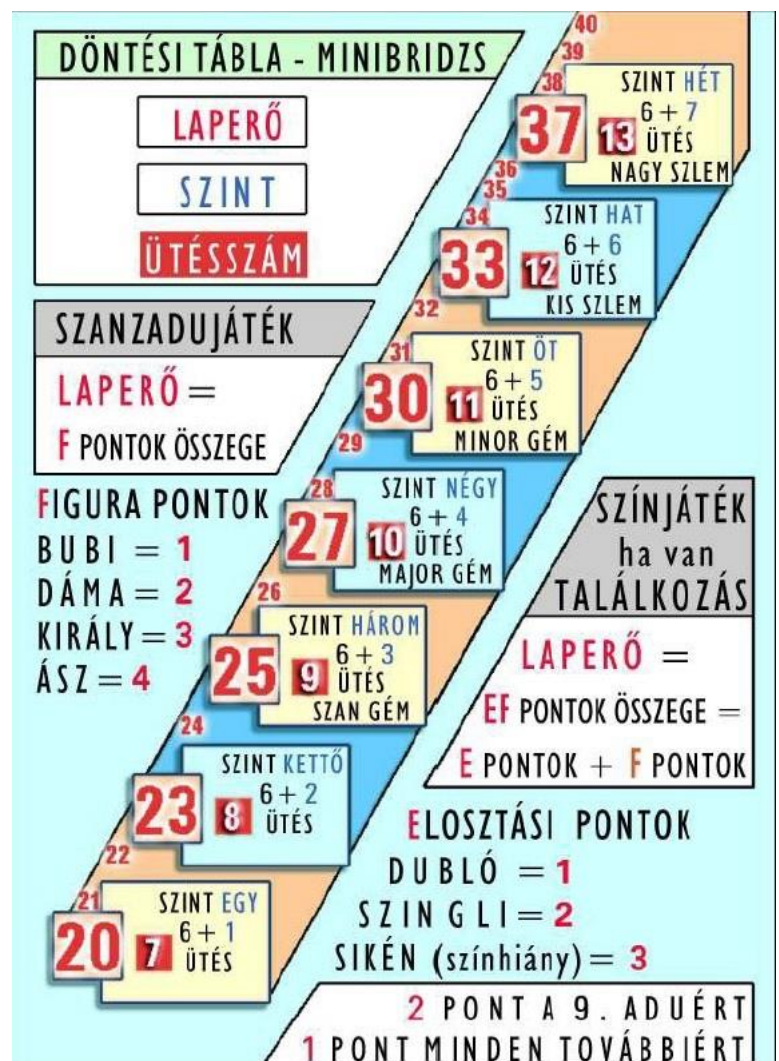 DÖNTÉSI TÁBLA - MINIBRIDZS
LAPERŐ
SZINT
ÜTÉSSZÁM
SZANZADUJÁTÉK
LAPERŐ =
F PONTOK ÖSSZEGE
FIGURA PONTOK
BUBI = 1
DÁMA = 2
KIRÁLY = 3
ÁSZ = 4
40
39
38
37
SZINT HÉT
6 + 7
13 ÜTÉS
NAGY SZLEM
36
35
34
33
SZINT HAT
6 + 6
12 ÜTÉS
KIS SZLEM
32
31
30
SZINT ÖT
6 + 5
11 ÜTÉS
MINOR GÉM
29
28
27
SZINT NÉGY
6 + 4
10 ÜTÉS
MAJOR GÉM
26
25
SZINT HÁROM
6 + 3
9 ÜTÉS
SZAN GÉM
24
23
SZINT KETTŐ
6 + 2
8 ÜTÉS
22
21
20
SZINT EGY
6 + 1
7 ÜTÉS
SZÍNJÁTÉK
ha van
TALÁLKOZÁS
LAPERŐ =
EF PONTOK ÖSSZEGE =
E PONTOK + F PONTOK
ELOSZTÁSI PONTOK
DUBLÓ = 1
SZINGLI = 2
SIKÉN (színhiány) = 3
2 PONT A 9. ADUÉRT
1 PONT MINDEN TOVÁBBIÉRT